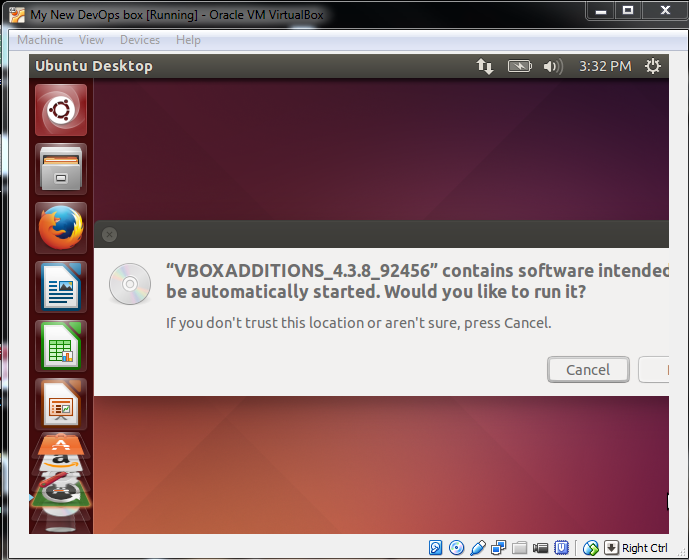 My New DevOps box [Running] - Oracle VM VirtualBox
Machine View Devices Help
Ubuntu Desktop 3:32 PM
“VBOXADDITIONS_4.3.8_92456” contains software intended
be automatically started. Would you like to run it?
If you don't trust this location or aren't sure, press Cancel.
Cancel
Right Ctrl